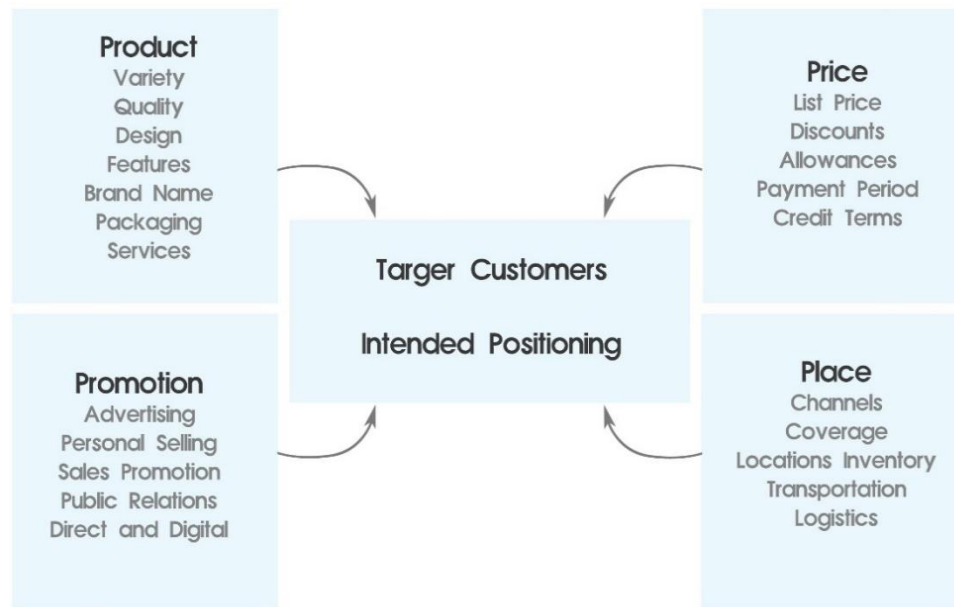 Product
Variety
Quality
Design
Features
Brand Name
Packaging
Services
Price
List Price
Discounts
Allowances
Payment Period
Credit Terms
Targer Customers
Intended Positioning
Promotion
Advertising
Personal Selling
Sales Promotion
Public Relations
Direct and Digital
Place
Channels
Coverage
Locations Inventory
Transportation
Logistics